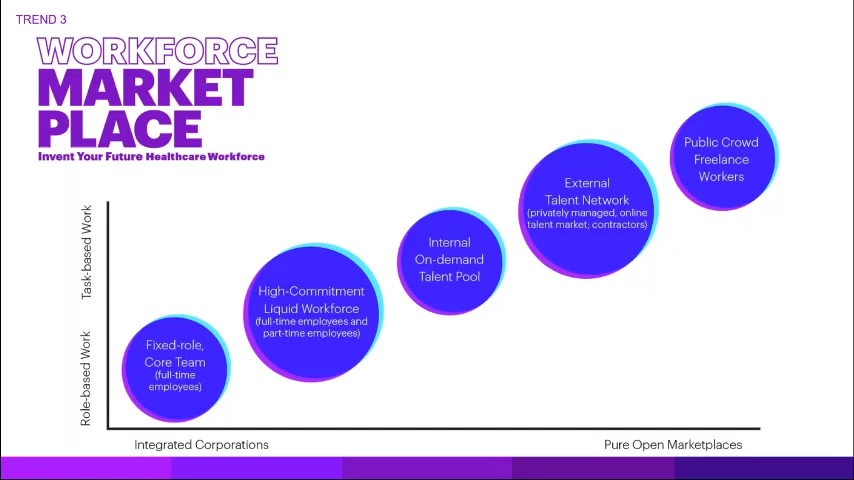 TREND 3
WORKFORCE
MARKET
PLACE
Invent Your Future Healthcare Workforce
Task-based Work
Role-based Work
Fixed-role,
Core Team
(full-time
employees)
High-Commitment
Liquid Workforce
(full-time employees and
part-time employees)
Internal
On-demand
Talent Pool
External
Talent Network
(privately managed, online
talent market; contractors)
Public Crowd
Freelance
Workers
Integrated Corporations
Pure Open Marketplaces